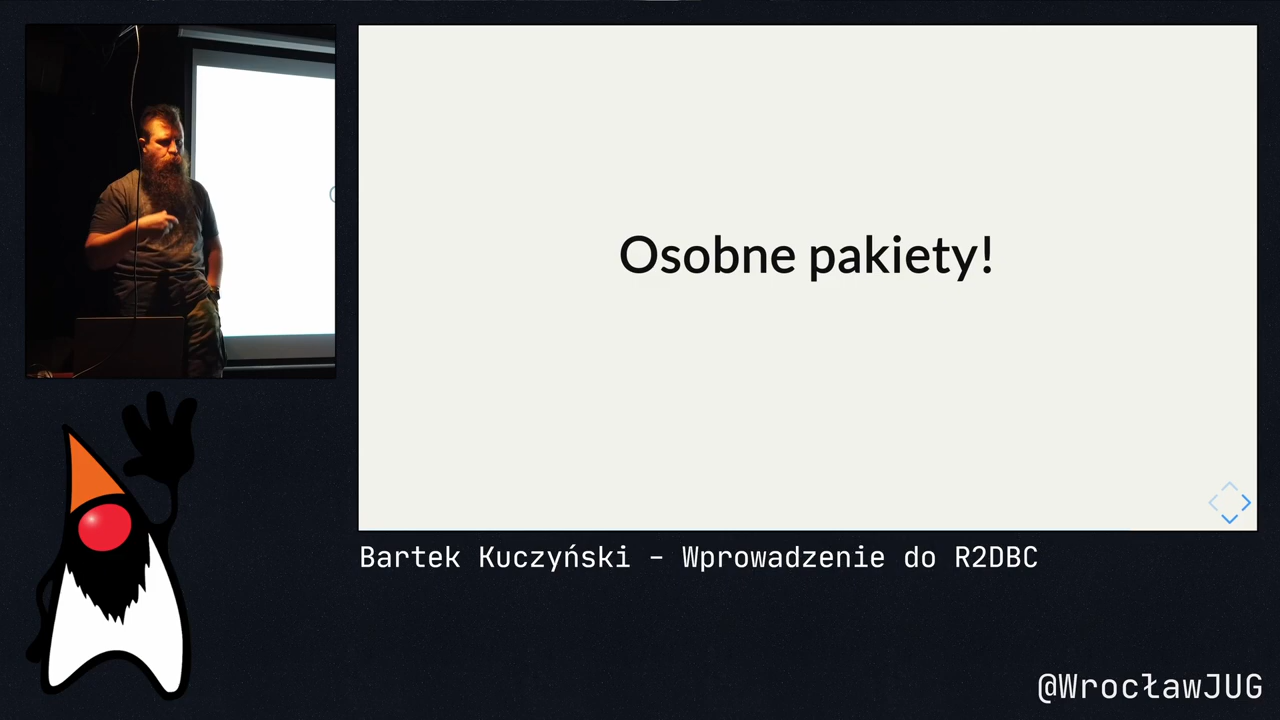 Osobne pakiety!
Bartek Kuczyński – Wprowadzenie do R2DBC
@WrocławJUG